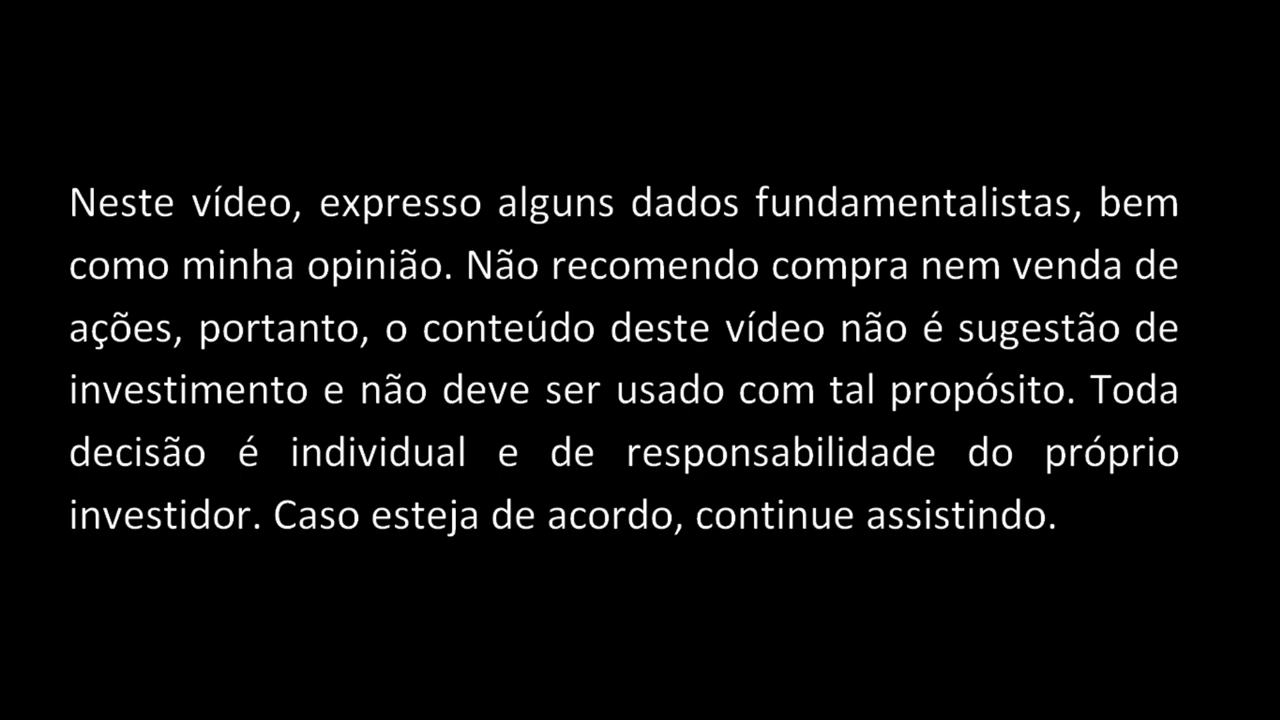 Neste vídeo, expresso alguns dados fundamentalistas, bem
como minha opinião. Não recomendo compra nem venda de
ações, portanto, o conteúdo deste vídeo não é sugestão de
investimento e não deve ser usado com tal propósito. Toda
decisão é individual e de responsabilidade do próprio
investidor. Caso esteja de acordo, continue assistindo.